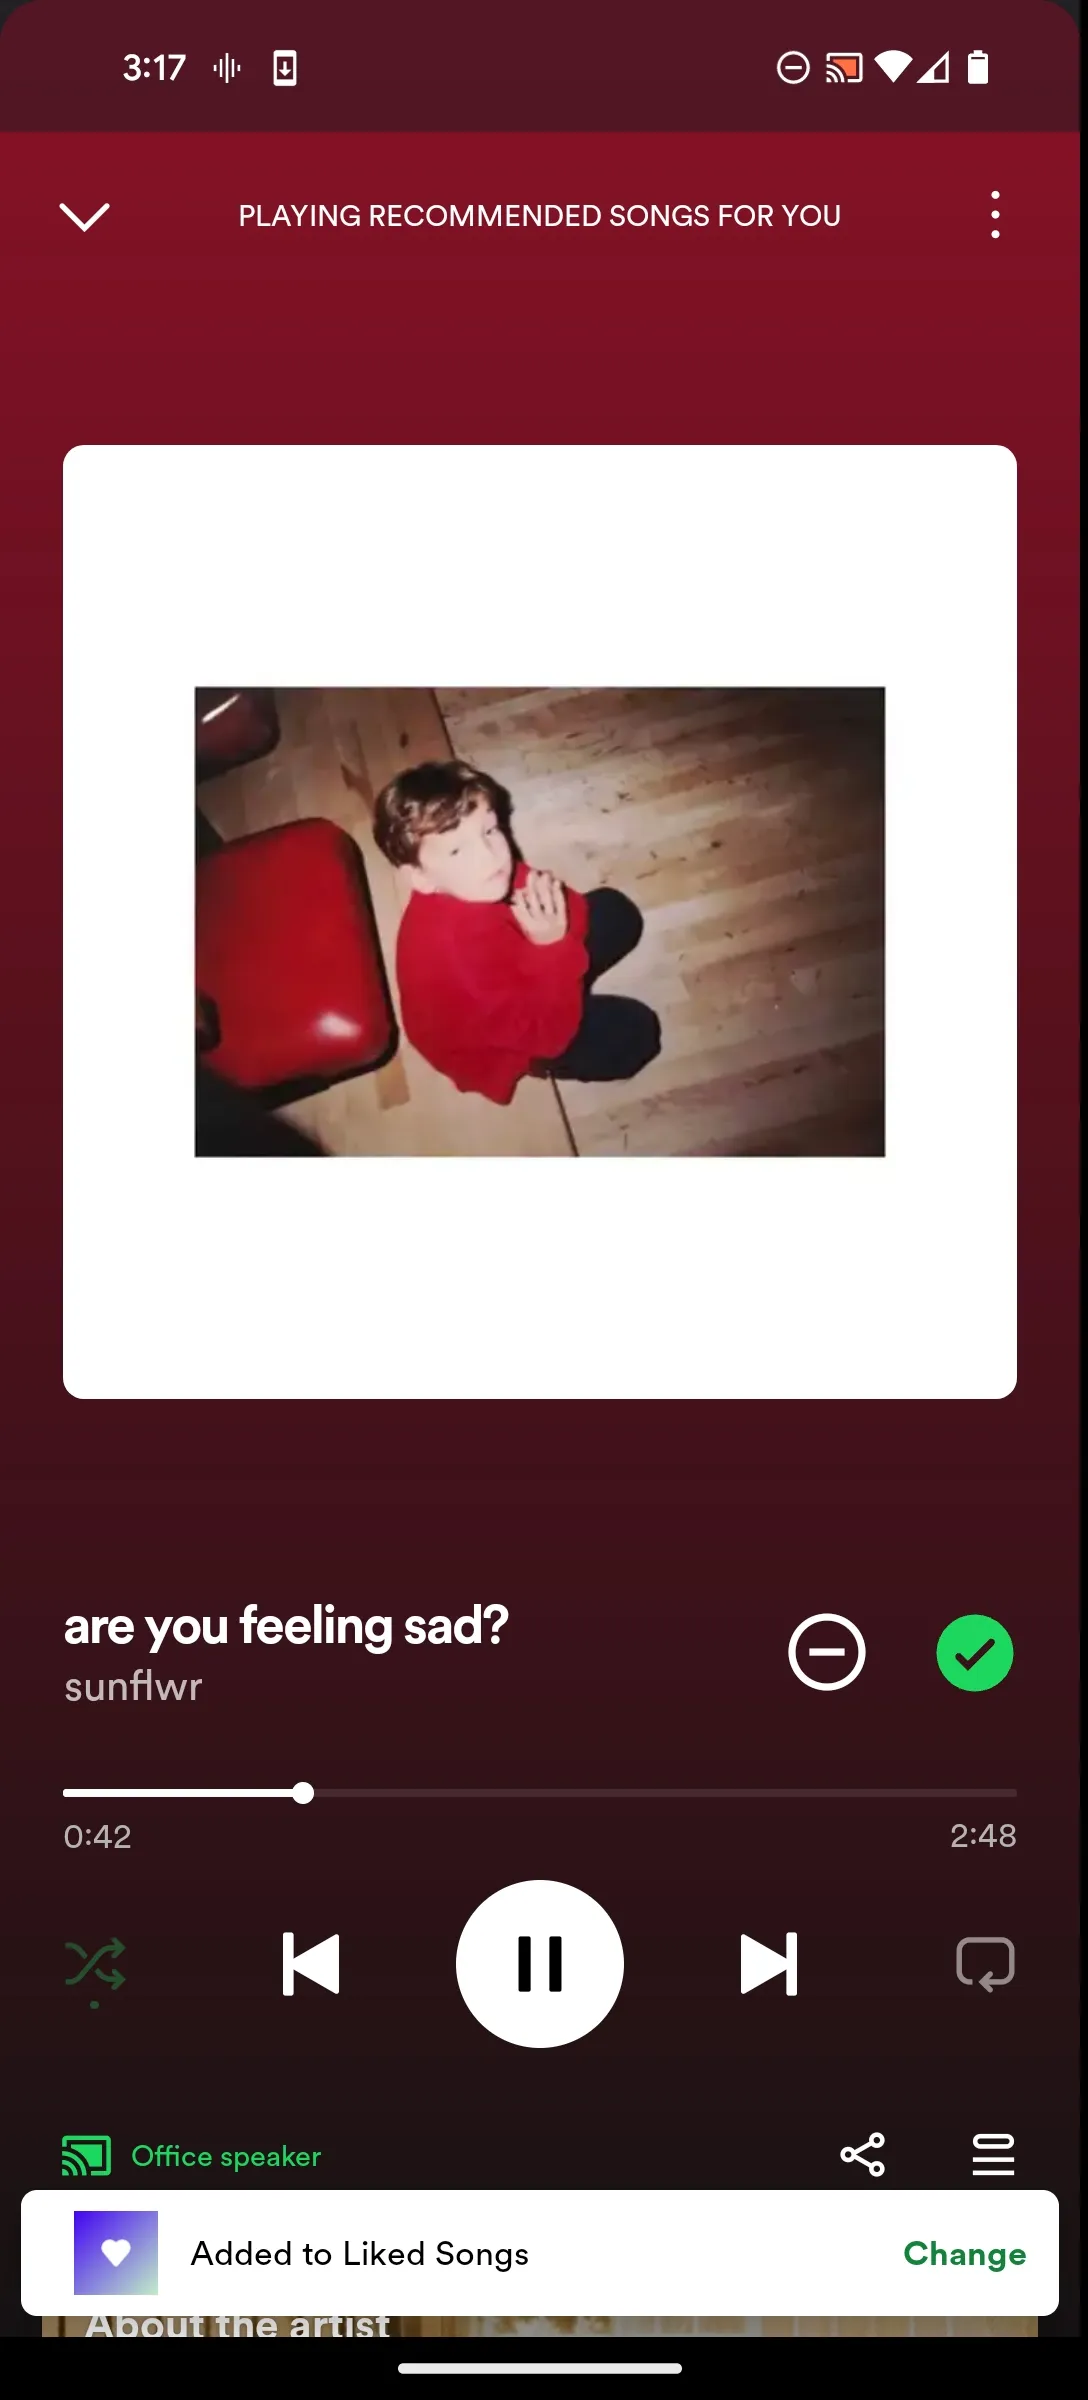 3:17
PLAYING RECOMMENDED SONGS FOR YOU
are you feeling sad?
sunflwr
0:42
2:48
Office speaker
Added to Liked Songs
Change
About the artist